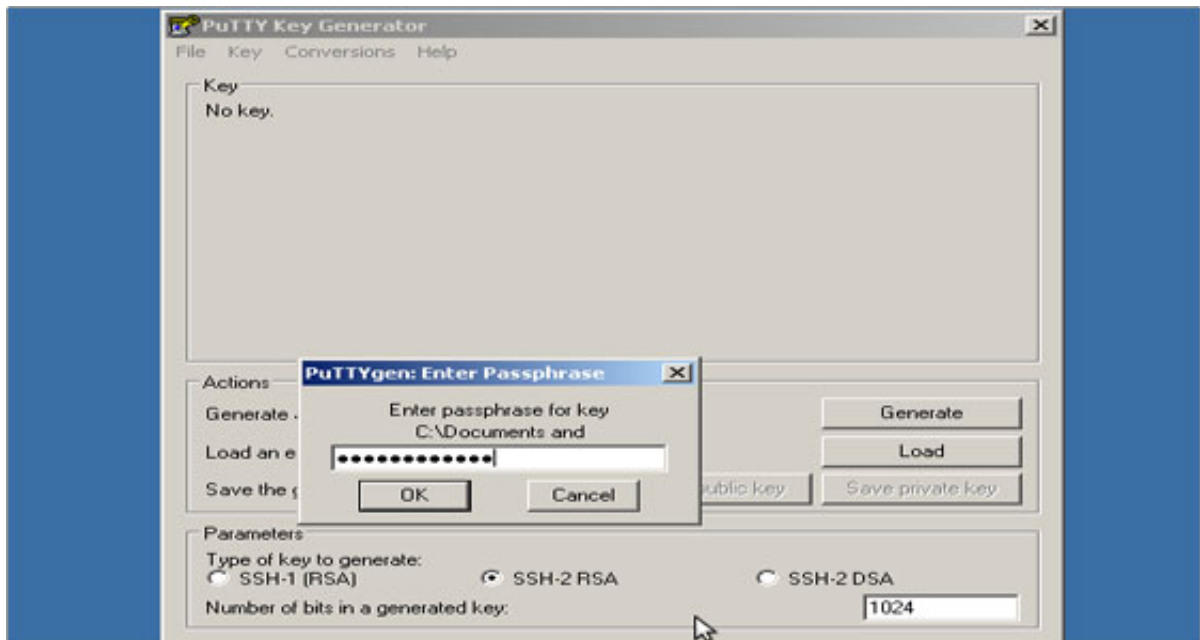 PuTTY Key Generator
File Key Conversions Help
Key
No key.
Actions
Generate
Generate
Load an e
Load
Save the
public key
Save private key
PuTTYgen: Enter Passphrase
Enter passphrase for key
C:\Documents and
••••••••••••
OK
Cancel
Parameters
Type of key to generate:
SSH-1 (RSA)
SSH-2 RSA
SSH-2 DSA
Number of bits in a generated key:
1024